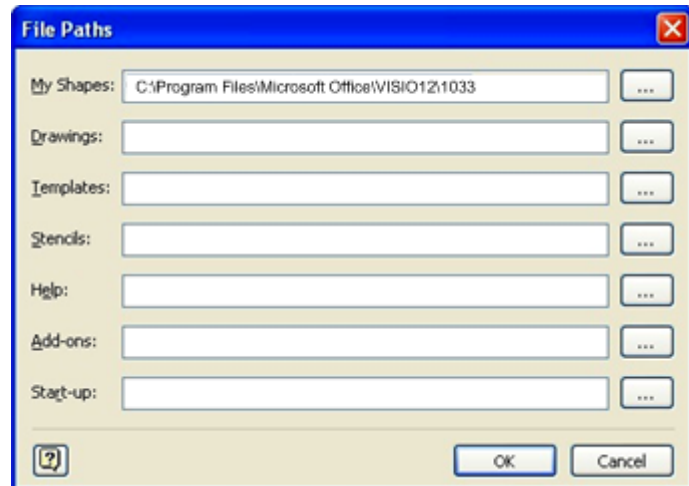 File Paths
My Shapes: C:\Program Files\Microsoft Office\VISIO12\1033 ...
Drawings: ...
Templates: ...
Stencils: ...
Help: ...
Add-ons: ...
Start-up: ...
OK Cancel